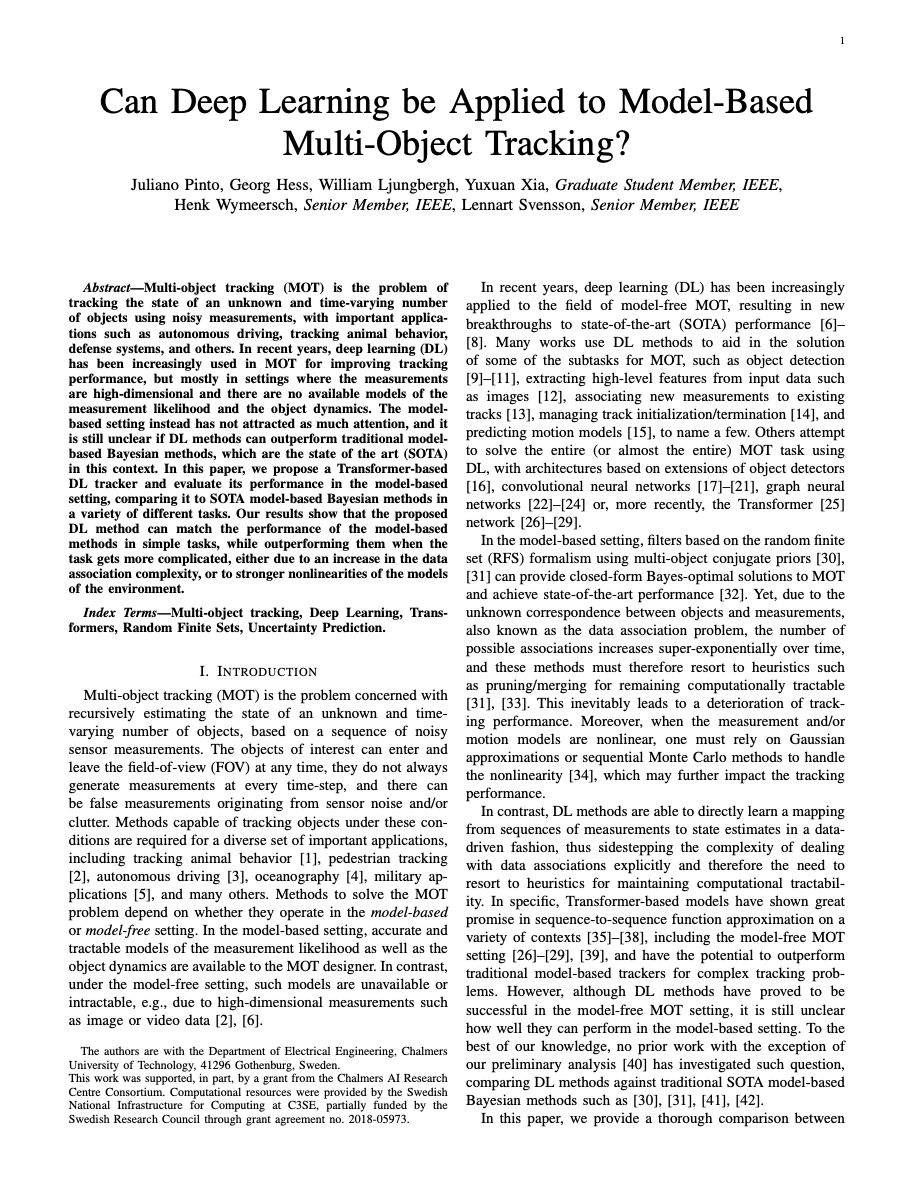 1
Can Deep Learning be Applied to Model-Based
Multi-Object Tracking?
Juliano Pinto, Georg Hess, William Ljungbergh, Yuxuan Xia, Graduate Student Member, IEEE,
Henk Wymeersch, Senior Member, IEEE, Lennart Svensson, Senior Member, IEEE
Abstract—Multi-object tracking (MOT) is the problem of
tracking the state of an unknown and time-varying number
of objects using noisy measurements, with important applica-
tions such as autonomous driving, tracking animal behavior,
defense systems, and others. In recent years, deep learning (DL)
has been increasingly used in MOT for improving tracking
performance, but mostly in settings where the measurements
are high-dimensional and there are no available models of the
measurement likelihood and the object dynamics. The model-
based setting instead has not attracted as much attention, and it
is still unclear if DL methods can outperform traditional model-
based Bayesian methods, which are the state of the art (SOTA)
in this context. In this paper, we propose a Transformer-based
DL tracker and evaluate its performance in the model-based
setting, comparing it to SOTA model-based Bayesian methods in
a variety of different tasks. Our results show that the proposed
DL method can match the performance of the model-based
methods in simple tasks, while outperforming them when the
task gets more complicated, either due to an increase in the data
association complexity, or to stronger nonlinearities of the models
of the environment.
Index Terms—Multi-object tracking, Deep Learning, Trans-
formers, Random Finite Sets, Uncertainty Prediction.
I. INTRODUCTION
Multi-object tracking (MOT) is the problem concerned with
recursively estimating the state of an unknown and time-
varying number of objects, based on a sequence of noisy
sensor measurements. The objects of interest can enter and
leave the field-of-view (FOV) at any time, they do not always
generate measurements at every time-step, and there can
be false measurements originating from sensor noise and/or
clutter. Methods capable of tracking objects under these con-
ditions are required for a diverse set of important applications,
including tracking animal behavior [1], pedestrian tracking
[2], autonomous driving [3], oceanography [4], military ap-
plications [5], and many others. Methods to solve the MOT
problem depend on whether they operate in the model-based
or model-free setting. In the model-based setting, accurate and
tractable models of the measurement likelihood as well as the
object dynamics are available to the MOT designer. In contrast,
under the model-free setting, such models are unavailable or
intractable, e.g., due to high-dimensional measurements such
as image or video data [2], [6].
The authors are with the Department of Electrical Engineering, Chalmers
University of Technology, 41296 Gothenburg, Sweden.
This work was supported, in part, by a grant from the Chalmers AI Research
Centre Consortium. Computational resources were provided by the Swedish
National Infrastructure for Computing at C3SE, partially funded by the
Swedish Research Council through grant agreement no. 2018-05973.
In recent years, deep learning (DL) has been increasingly
applied to the field of model-free MOT, resulting in new
breakthroughs to state-of-the-art (SOTA) performance [6]–
[8]. Many works use DL methods to aid in the solution
of some of the subtasks for MOT, such as object detection
[9]–[11], extracting high-level features from input data such
as images [12], associating new measurements to existing
tracks [13], managing track initialization/termination [14], and
predicting motion models [15], to name a few. Others attempt
to solve the entire (or almost the entire) MOT task using
DL, with architectures based on extensions of object detectors
[16], convolutional neural networks [17]–[21], graph neural
networks [22]–[24] or, more recently, the Transformer [25]
network [26]–[29].
In the model-based setting, filters based on the random finite
set (RFS) formalism using multi-object conjugate priors [30],
[31] can provide closed-form Bayes-optimal solutions to MOT
and achieve state-of-the-art performance [32]. Yet, due to the
unknown correspondence between objects and measurements,
also known as the data association problem, the number of
possible associations increases super-exponentially over time,
and these methods must therefore resort to heuristics such
as pruning/merging for remaining computationally tractable
[31], [33]. This inevitably leads to a deterioration of track-
ing performance. Moreover, when the measurement and/or
motion models are nonlinear, one must rely on Gaussian
approximations or sequential Monte Carlo methods to handle
the nonlinearity [34], which may further impact the tracking
performance.
In contrast, DL methods are able to directly learn a mapping
from sequences of measurements to state estimates in a data-
driven fashion, thus sidestepping the complexity of dealing
with data associations explicitly and therefore the need to
resort to heuristics for maintaining computational tractabil-
ity. In specific, Transformer-based models have shown great
promise in sequence-to-sequence function approximation on a
variety of contexts [35]–[38], including the model-free MOT
setting [26]–[29], [39], and have the potential to outperform
traditional model-based trackers for complex tracking prob-
lems. However, although DL methods have proved to be
successful in the model-free MOT setting, it is still unclear
how well they can perform in the model-based setting. To the
best of our knowledge, no prior work with the exception of
our preliminary analysis [40] has investigated such question,
comparing DL methods against traditional SOTA model-based
Bayesian methods such as [30], [31], [41], [42].
In this paper, we provide a thorough comparison between